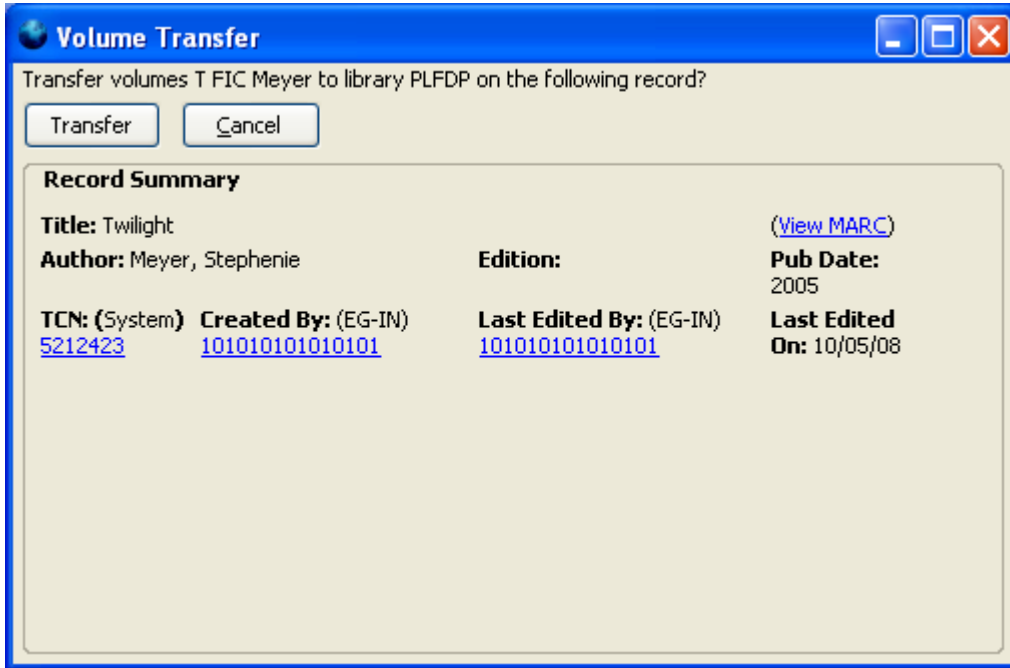 Volume Transfer
Transfer volumes T FIC Meyer to library PLFDP on the following record?
Transfer Cancel
Record Summary
Title: Twilight (View MARC)
Author: Meyer, Stephenie Edition: Pub Date:
2005
TCN: (System) Created By: (EG-IN) Last Edited By: (EG-IN) Last Edited
5212423 101010101010101 101010101010101 On: 10/05/08